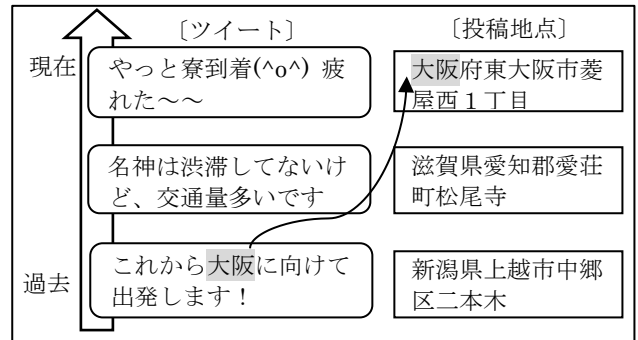 〔ツイート〕
〔投稿地点〕
現在
やっと寮到着(^o^) 疲
れた～～
大阪府東大阪市菱
屋西１丁目
名神は渋滞してないけ
ど、交通量多いです
滋賀県愛知郡愛荘
町松尾寺
過去
これから大阪に向けて
出発します！
新潟県上越市中郷
区二本木